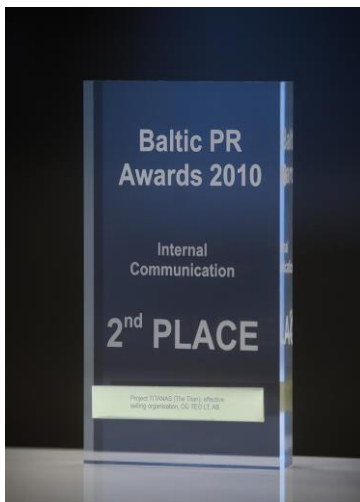 Baltic PR
Awards 2010
Internal
Communication
2nd PLACE
Project TITANAS (The Titan), effective
selling organisation, OG TEO LT, AB